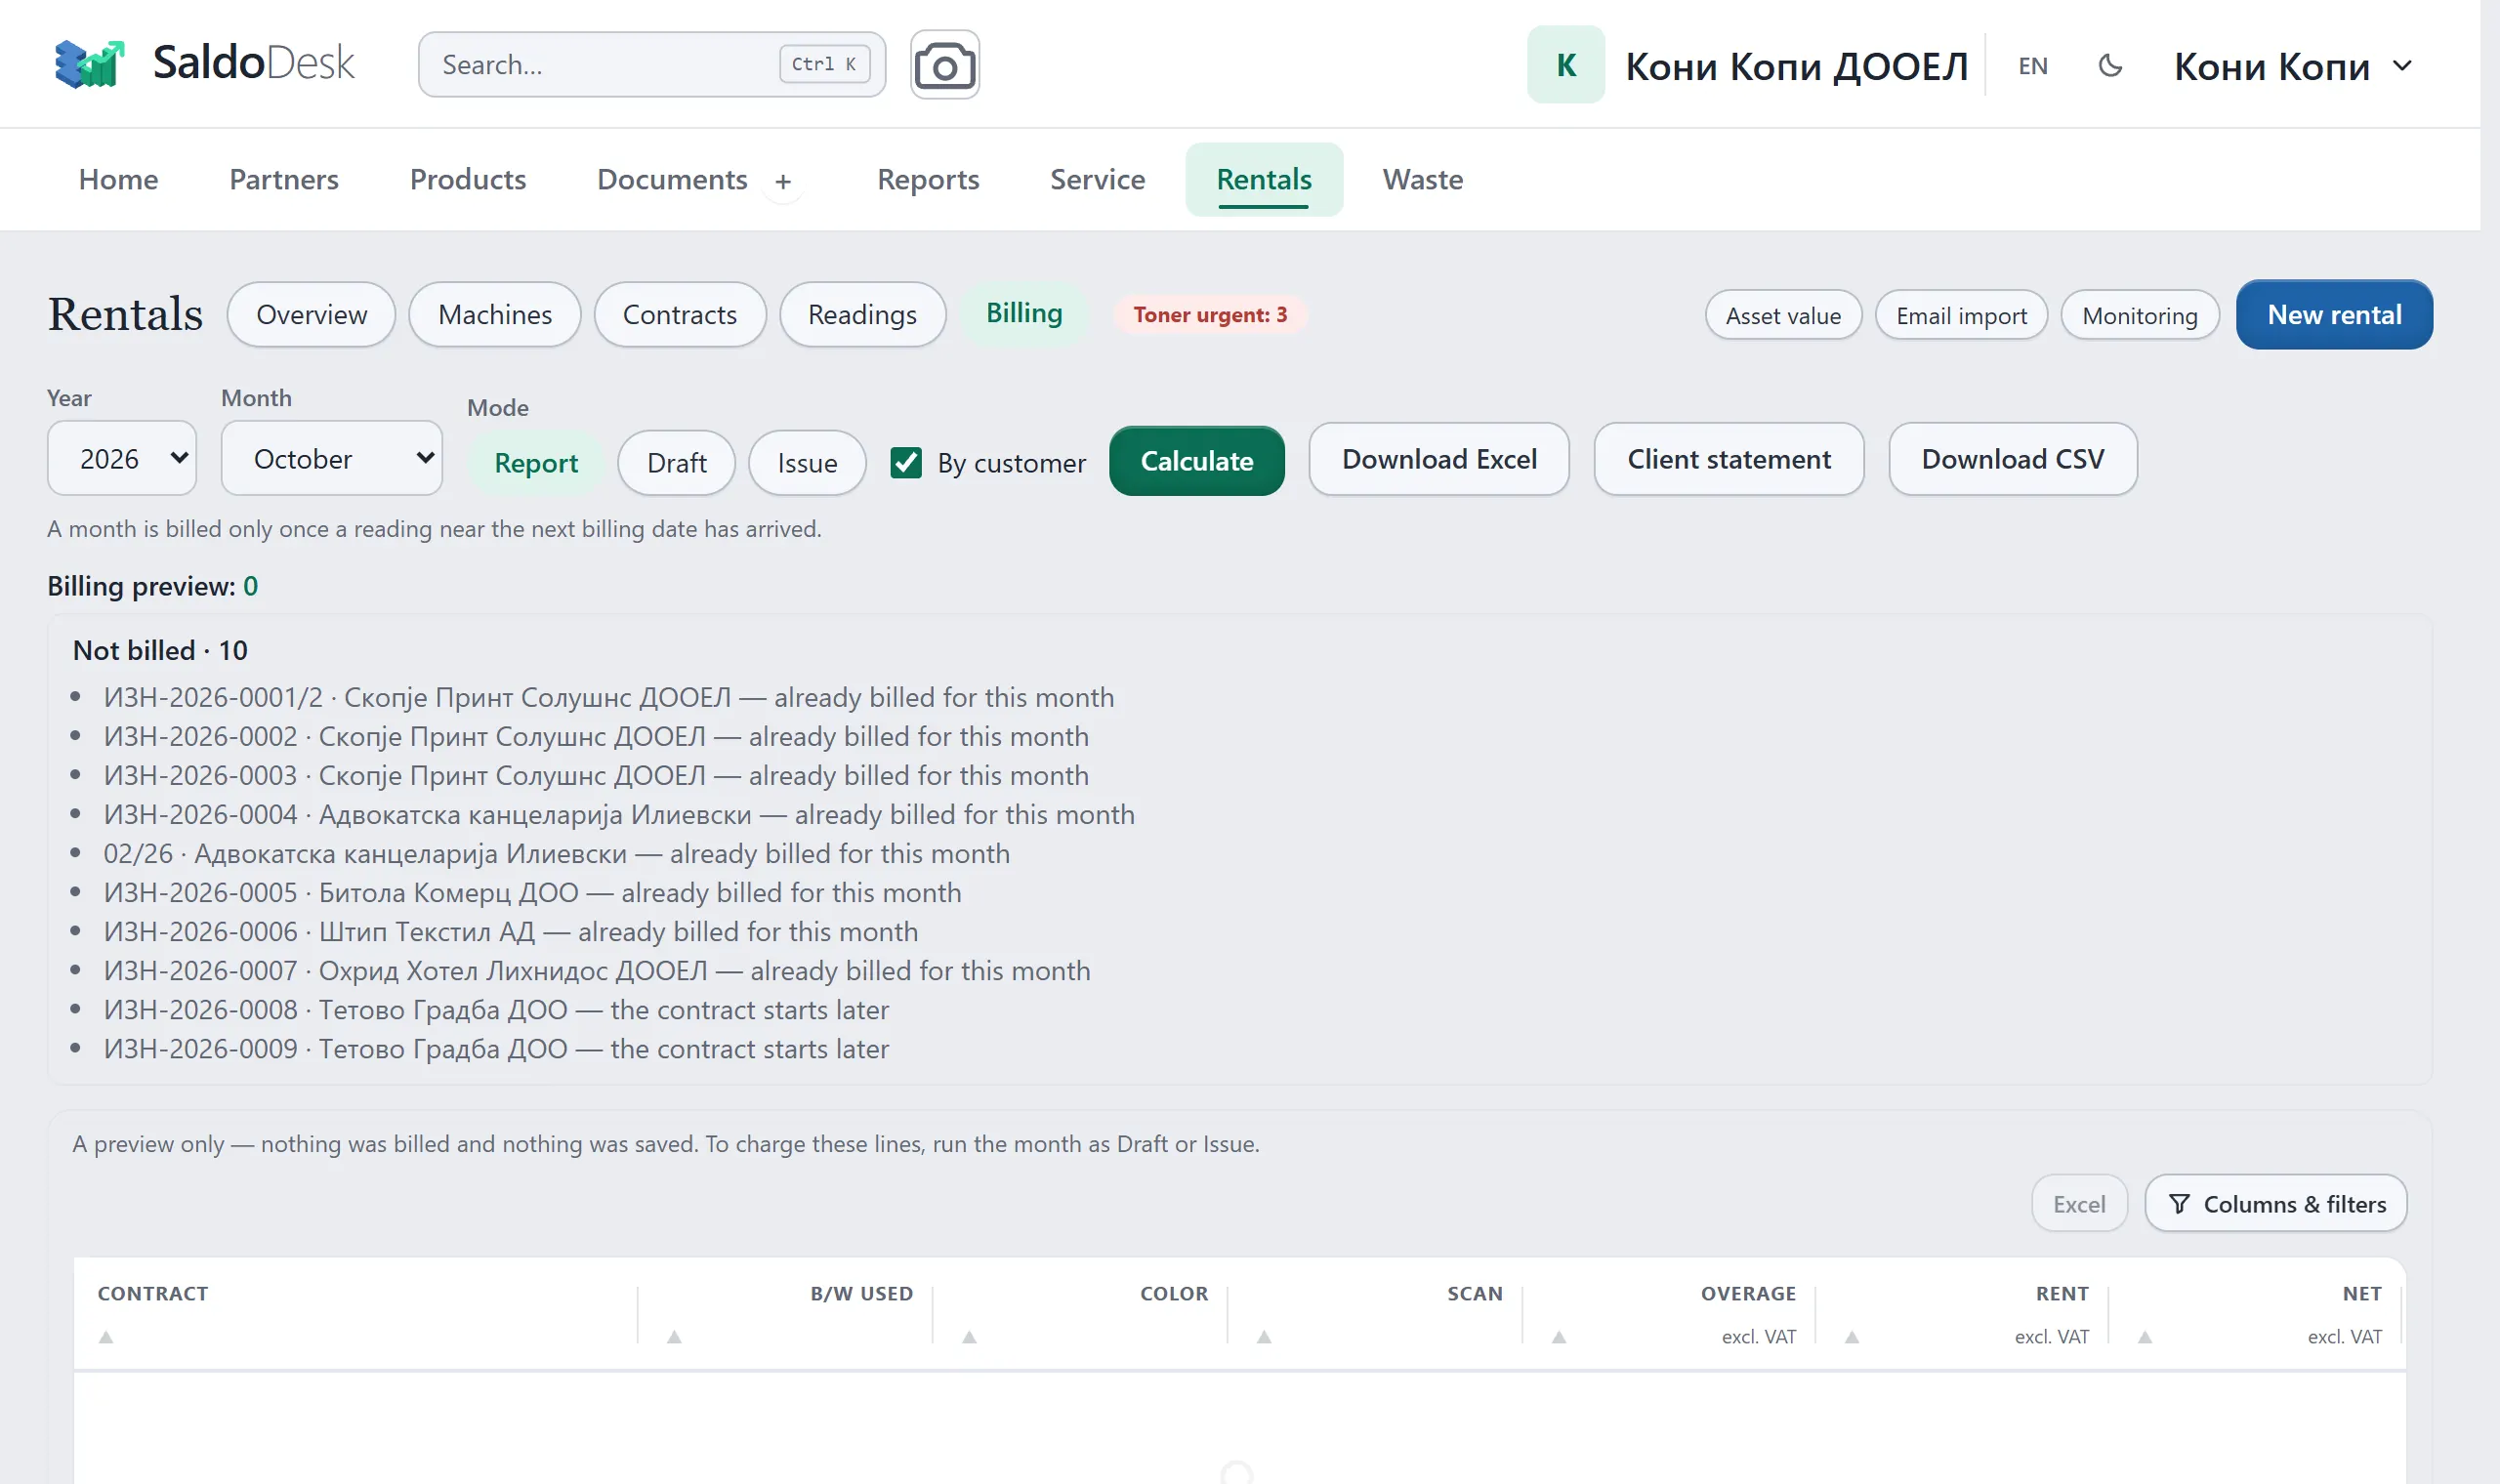 SaldoDesk
Search...
Ctrl K
К
Кони Копи ДООЕЛ
EN
Кони Копи
Home
Partners
Products
Documents +
Reports
Service
Rentals
Waste
Rentals
Overview
Machines
Contracts
Readings
Billing
Toner urgent: 3
Asset value
Email import
Monitoring
New rental
Year
Month
Mode
2026
October
Report
Draft
Issue
By customer
Calculate
Download Excel
Client statement
Download CSV
A month is billed only once a reading near the next billing date has arrived.
Billing preview: 0
Not billed · 10
ИЗН-2026-0001/2 · Скопје Принт Солушнс ДООЕЛ — already billed for this month
ИЗН-2026-0002 · Скопје Принт Солушнс ДООЕЛ — already billed for this month
ИЗН-2026-0003 · Скопје Принт Солушнс ДООЕЛ — already billed for this month
ИЗН-2026-0004 · Адвокатска канцеларија Илиевски — already billed for this month
02/26 · Адвокатска канцеларија Илиевски — already billed for this month
ИЗН-2026-0005 · Битола Комерц ДОО — already billed for this month
ИЗН-2026-0006 · Штип Текстил АД — already billed for this month
ИЗН-2026-0007 · Охрид Хотел Лихнидос ДООЕЛ — already billed for this month
ИЗН-2026-0008 · Тетово Градба ДОО — the contract starts later
ИЗН-2026-0009 · Тетово Градба ДОО — the contract starts later
A preview only — nothing was billed and nothing was saved. To charge these lines, run the month as Draft or Issue.
Excel
Columns & filters
CONTRACT
B/W USED
COLOR
SCAN
OVERAGE
RENT
NET
excl. VAT
excl. VAT
excl. VAT